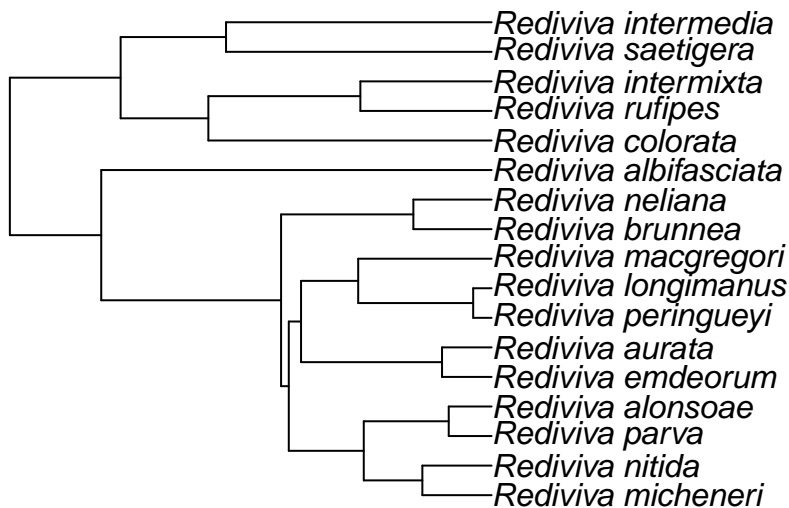 Rediviva intermedia
Rediviva saetigera
Rediviva intermixta
Rediviva rufipes
Rediviva colorata
Rediviva albifasciata
Rediviva neliana
Rediviva brunnea
Rediviva macgregori
Rediviva longimanus
Rediviva peringueyi
Rediviva aurata
Rediviva emdeorum
Rediviva alonsoae
Rediviva parva
Rediviva nitida
Rediviva micheneri